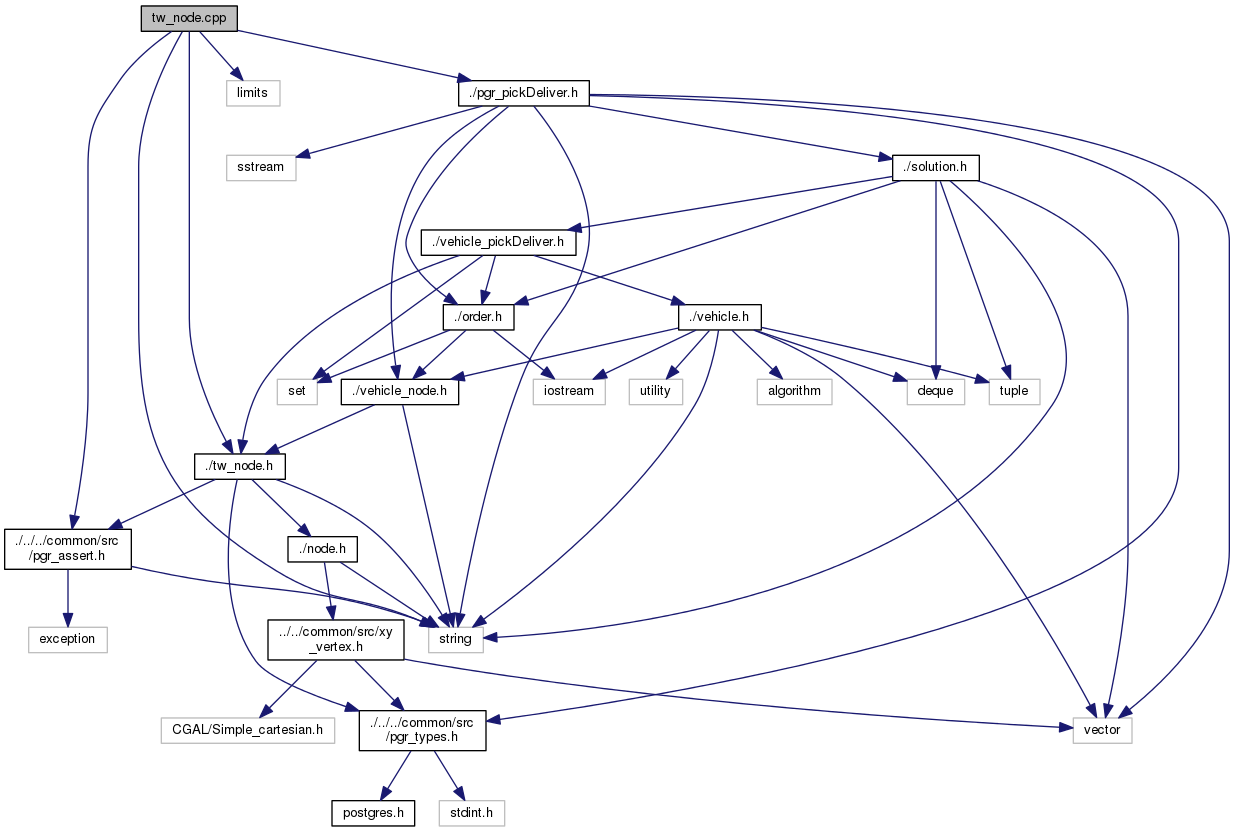 tw_node.cpp
limits
./pgr_pickDeliver.h
sstream
./solution.h
./vehicle_pickDeliver.h
./order.h
./vehicle.h
set
./vehicle_node.h
iostream
utility
algorithm
deque
tuple
./tw_node.h
./../../common/src
/pgr_assert.h
./node.h
exception
../../common/src/xy
_vertex.h
string
CGAL/Simple_cartesian.h
./../../common/src
/pgr_types.h
vector
postgres.h
stdint.h